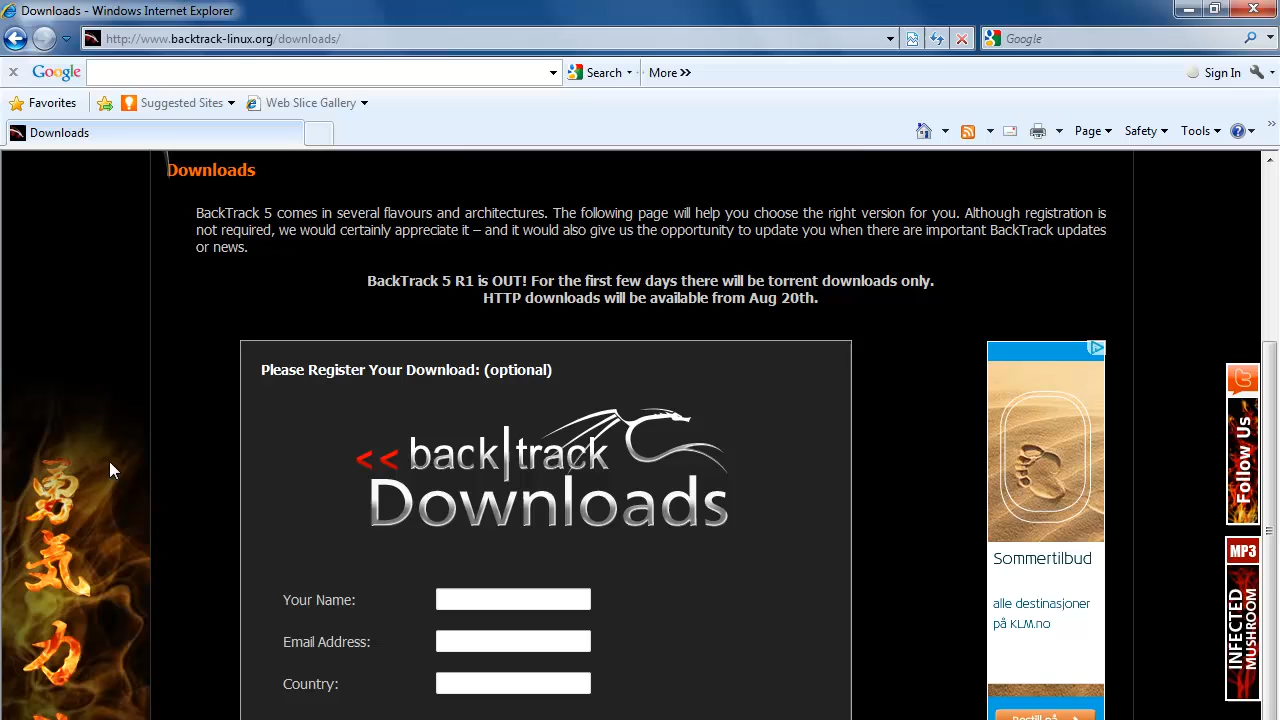 Downloads - Windows Internet Explorer
http://www.backtrack-linux.org/downloads/
Google
Google
Search
More »
Sign In
Favorites
Suggested Sites
Web Slice Gallery
Downloads
Page
Safety
Tools
Downloads
BackTrack 5 comes in several flavours and architectures. The following page will help you choose the right version for you. Although registration is
not required, we would certainly appreciate it – and it would also give us the opportunity to update you when there are important BackTrack updates
or news.
BackTrack 5 R1 is OUT! For the first few days there will be torrent downloads only.
HTTP downloads will be available from Aug 20th.
Please Register Your Download: (optional)
<< back|track
Downloads
Your Name:
Email Address:
Country:
Sommertilbud
alle destinasjoner
på KLM.no
Follow Us
MP3
INFECTED
MUSHROOM
勇
気
力